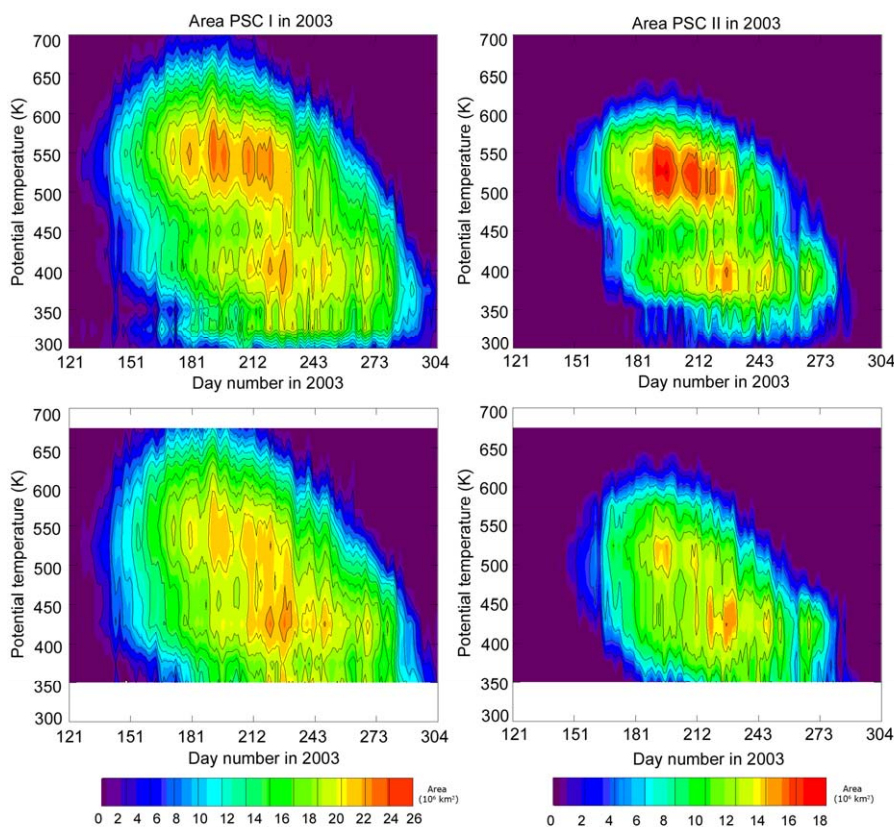 Area PSC I in 2003
700
650
600
550
500
450
400
350
300
Potential temperature (K)
121 151 181 212 243 273 304
Day number in 2003
Area PSC II in 2003
700
650
600
550
500
450
400
350
300
Potential temperature (K)
121 151 181 212 243 273 304
Day number in 2003
700
650
600
550
500
450
400
350
300
Potential temperature (K)
121 151 181 212 243 273 304
Day number in 2003
700
650
600
550
500
450
400
350
300
Potential temperature (K)
121 151 181 212 243 273 304
Day number in 2003
0 2 4 6 8 10 12 14 16 18 20 22 24 26
Area
(10⁶ km²)
0 2 4 6 8 10 12 14 16 18
Area
(10⁶ km²)